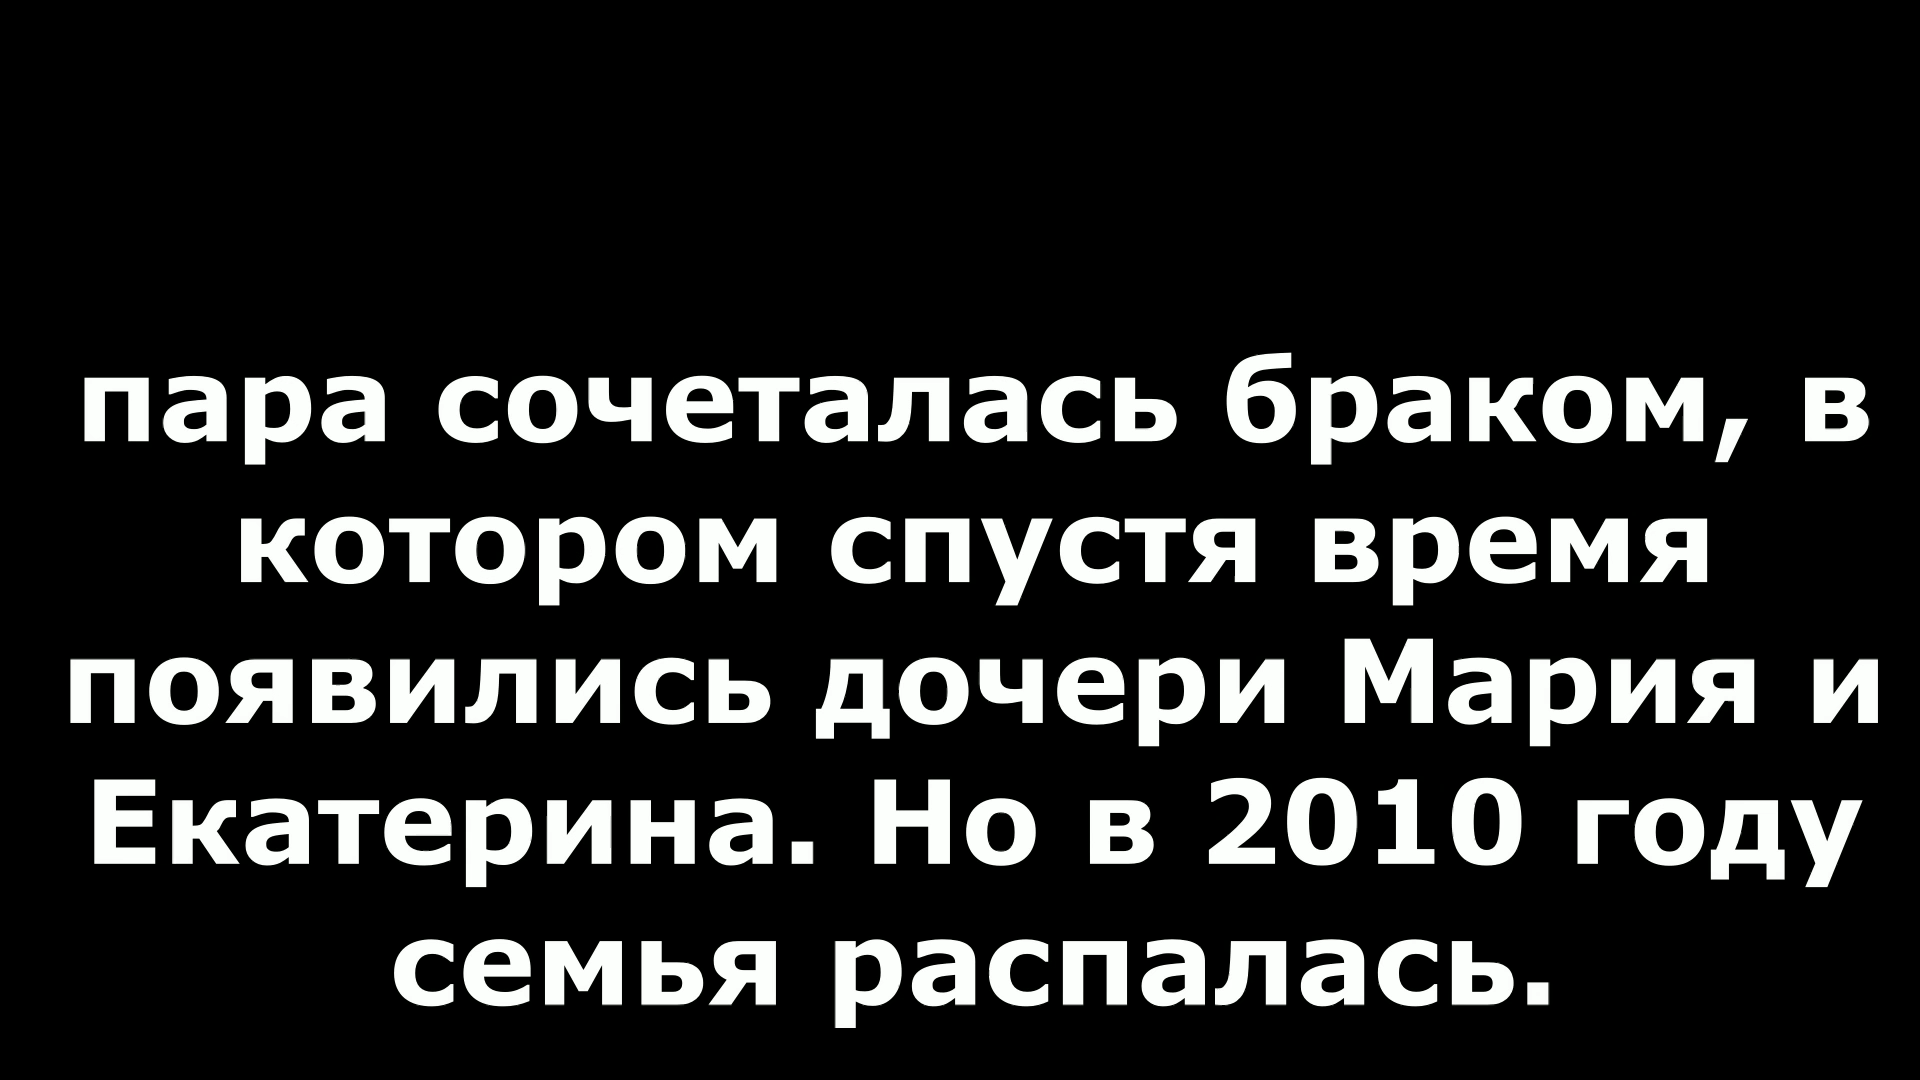 пара сочеталась браком, в
котором спустя время
появились дочери Мария и
Екатерина. Но в 2010 году
семья распалась.